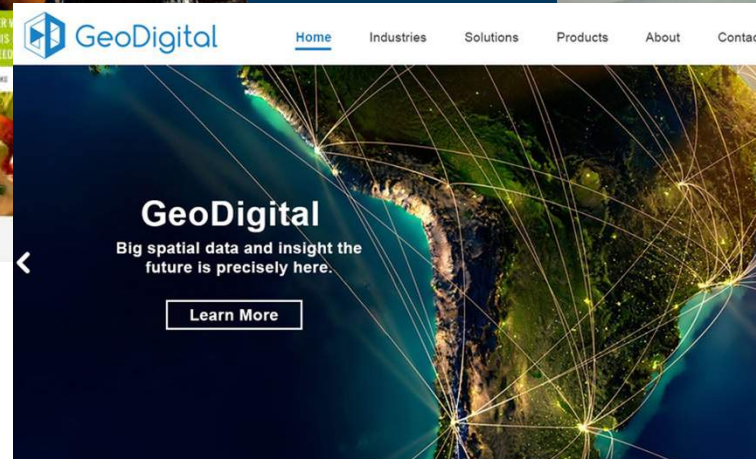 GeoDigital
Home Industries Solutions Products About Contac
GeoDigital
Big spatial data and insight the
future is precisely here.
Learn More